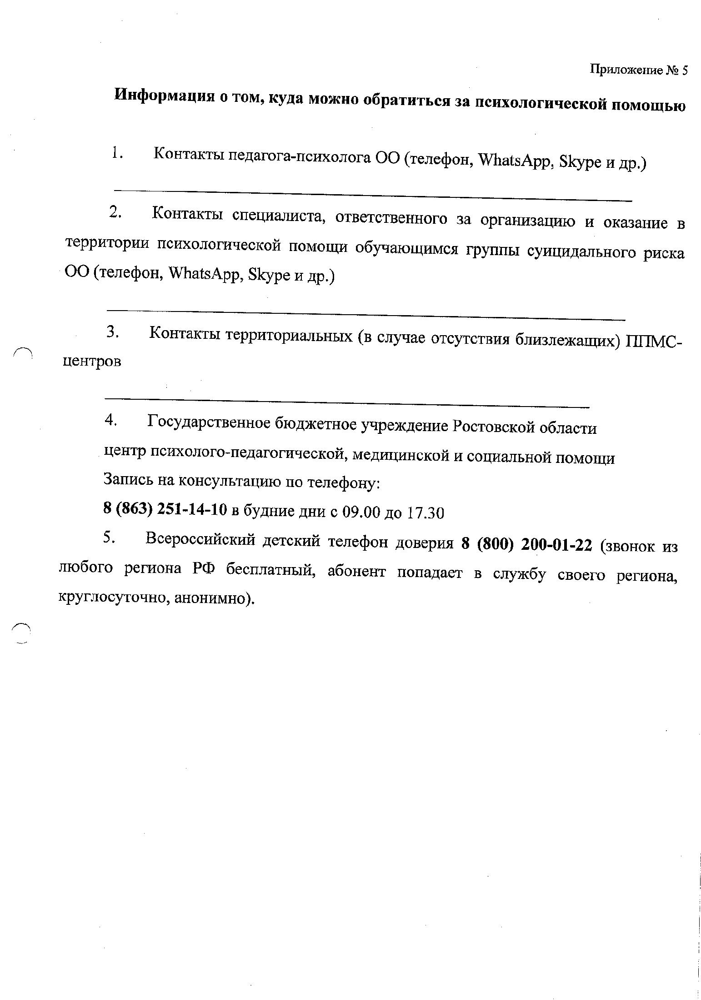 Приложение № 5
Информация о том, куда можно обратиться за психологической помощью
1. Контакты педагога-психолога ОО (телефон, WhatsApp, Skype и др.)
2. Контакты специалиста, ответственного за организацию и оказание в
территории психологической помощи обучающимся группы суицидального риска
ОО (телефон, WhatsApp, Skype и др.)
3. Контакты территориальных (в случае отсутствия близлежащих) ППМС-
центров
4. Государственное бюджетное учреждение Ростовской области
центр психолого-педагогической, медицинской и социальной помощи
Запись на консультацию по телефону:
8 (863) 251-14-10 в будние дни с 09.00 до 17.30
5. Всероссийский детский телефон доверия 8 (800) 200-01-22 (звонок из
любого региона РФ бесплатный, абонент попадает в службу своего региона,
круглосуточно, анонимно).